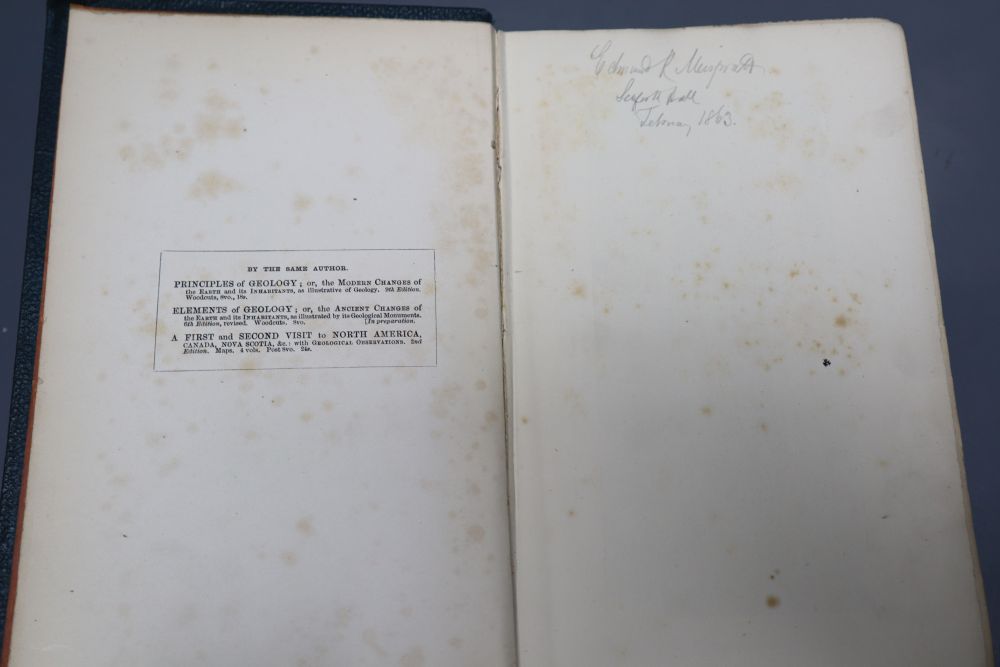 BY THE SAME AUTHOR.
PRINCIPLES of GEOLOGY; or, the MODERN CHANGES of
the EARTH and its INHABITANTS, as illustrative of Geology. 9th Edition.
Woodcuts, 8vo., 18s.
ELEMENTS of GEOLOGY; or, the ANCIENT CHANGES of
the EARTH and its INHABITANTS, as illustrated by its Geological Monuments.
6th Edition, revised. Woodcuts. 8vo. [In preparation.
A FIRST and SECOND VISIT to NORTH AMERICA,
CANADA, NOVA SCOTIA, &c.: with GEOLOGICAL OBSERVATIONS. 2nd
Edition. Maps. 4 vols. Post 8vo. 24s.
Edmund K Muspratt
Seaforth Hall
February 1863.